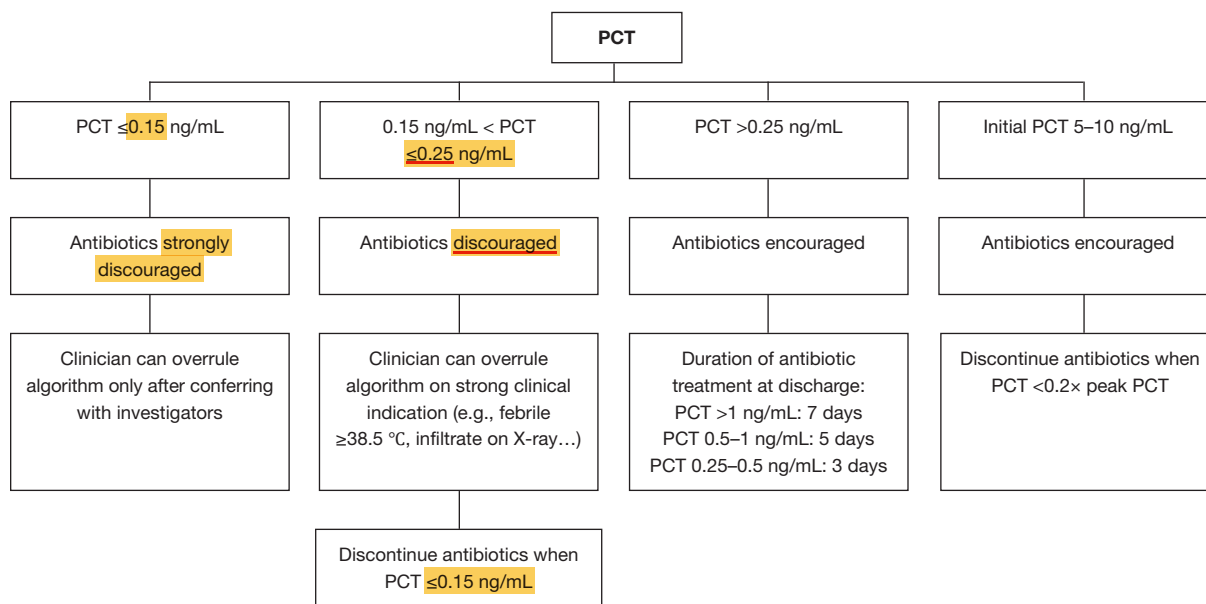 PCT
PCT ≤0.15 ng/mL
0.15 ng/mL < PCT
≤0.25 ng/mL
PCT >0.25 ng/mL
Initial PCT 5–10 ng/mL
Antibiotics strongly
discouraged
Antibiotics discouraged
Antibiotics encouraged
Antibiotics encouraged
Clinician can overrule
algorithm only after conferring
with investigators
Clinician can overrule
algorithm on strong clinical
indication (e.g., febrile
≥38.5 ℃, infiltrate on X-ray…)
Duration of antibiotic
treatment at discharge:
PCT >1 ng/mL: 7 days
PCT 0.5–1 ng/mL: 5 days
PCT 0.25–0.5 ng/mL: 3 days
Discontinue antibiotics when
PCT <0.2× peak PCT
Discontinue antibiotics when
PCT ≤0.15 ng/mL